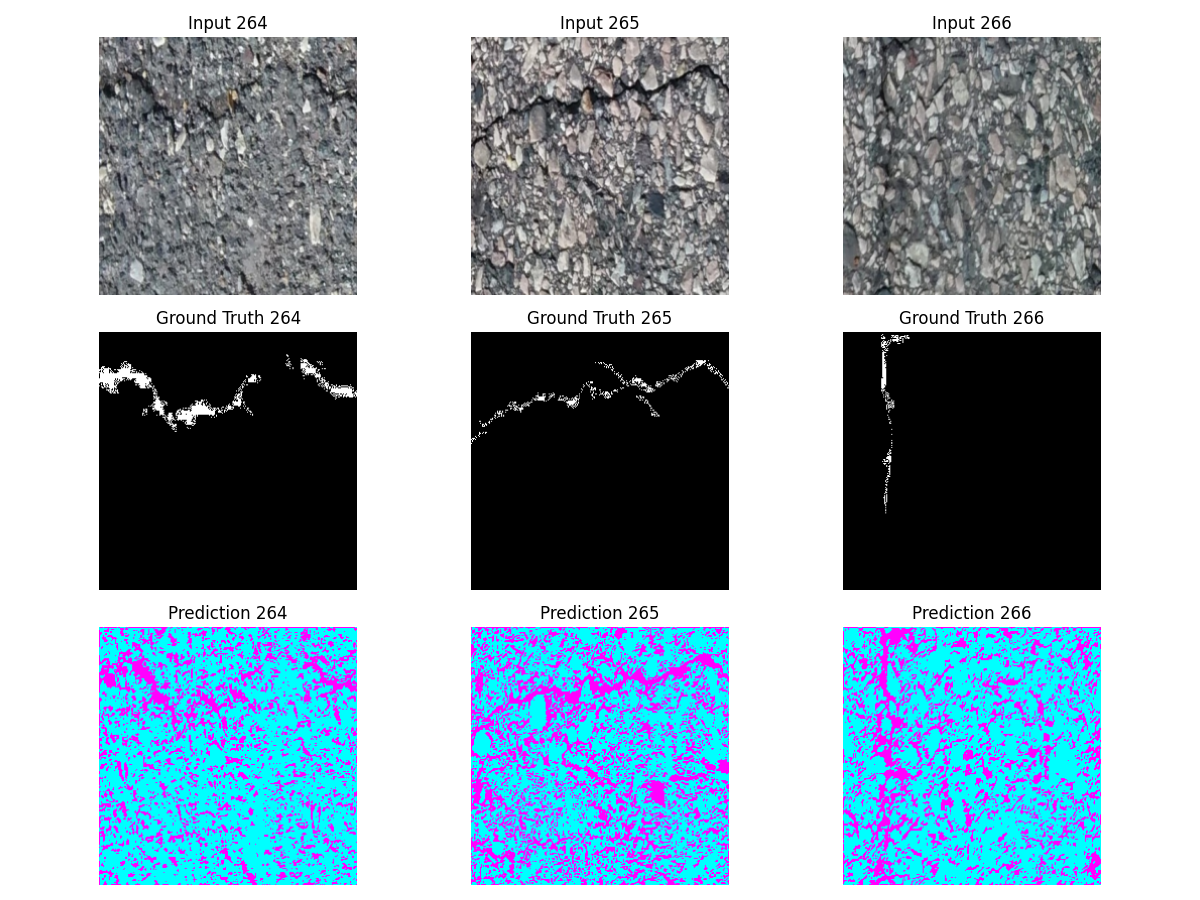 Input 264
Input 265
Input 266
Ground Truth 264
Ground Truth 265
Ground Truth 266
Prediction 264
Prediction 265
Prediction 266